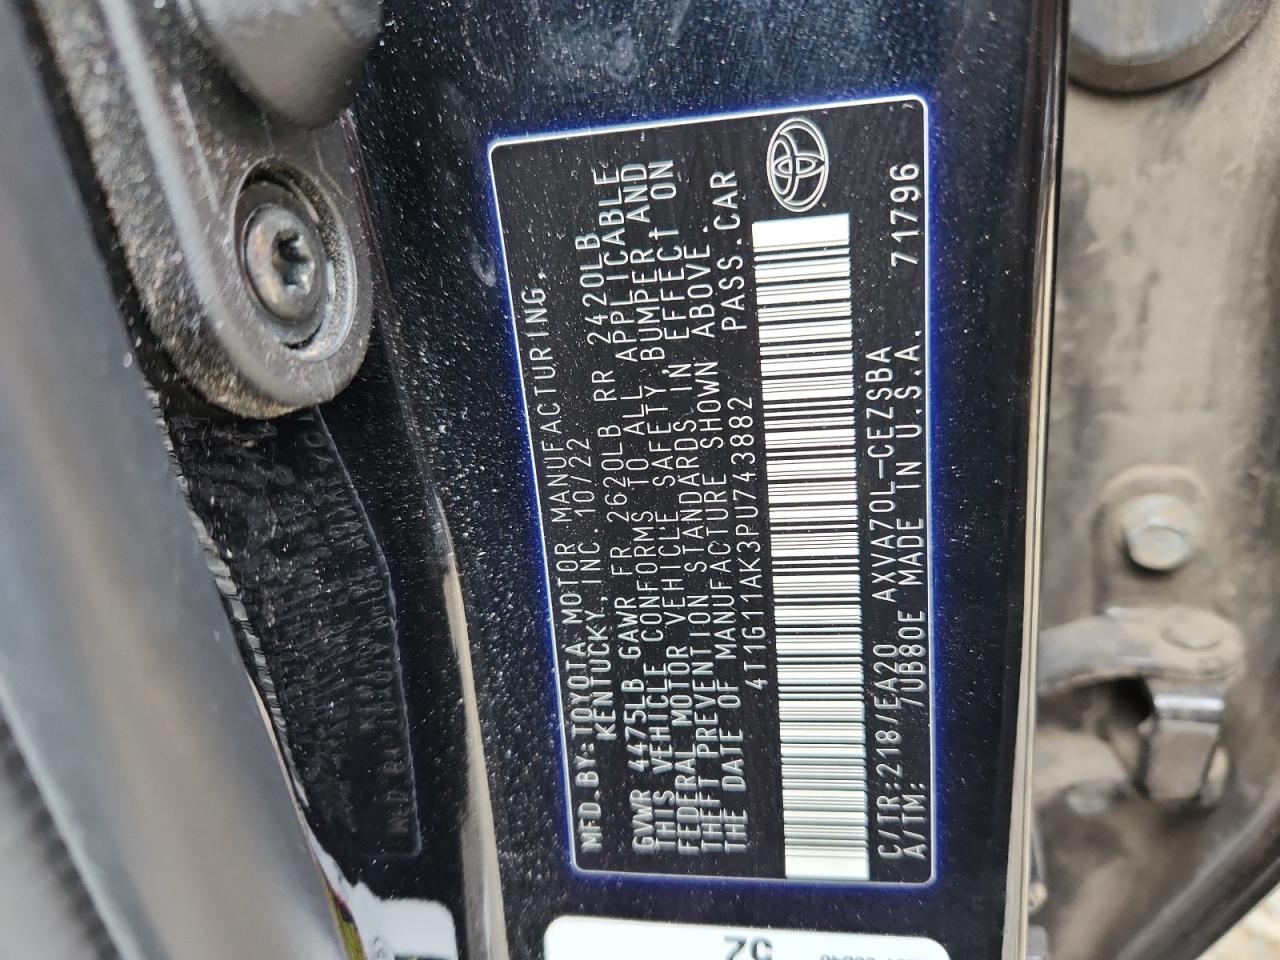 MFD.BY:TOYOTA MOTOR MANUFACTURING,
KENTUCKY, INC. 10/22
GVWR 4475LB GAWR FR 2620LB RR 2420LB
THIS VEHICLE CONFORMS TO ALL APPLICABLE
FEDERAL MOTOR VEHICLE SAFETY, BUMPER AND
THEFT PREVENTION STANDARDS IN EFFECT ON
THE DATE OF MANUFACTURE SHOWN ABOVE.
4T1G11AK3PU743882 PASS.CAR
C/TR:218/EA20 AXVA70L-CEZSBA
A/TM: /UB80E MADE IN U.S.A. 71796
52